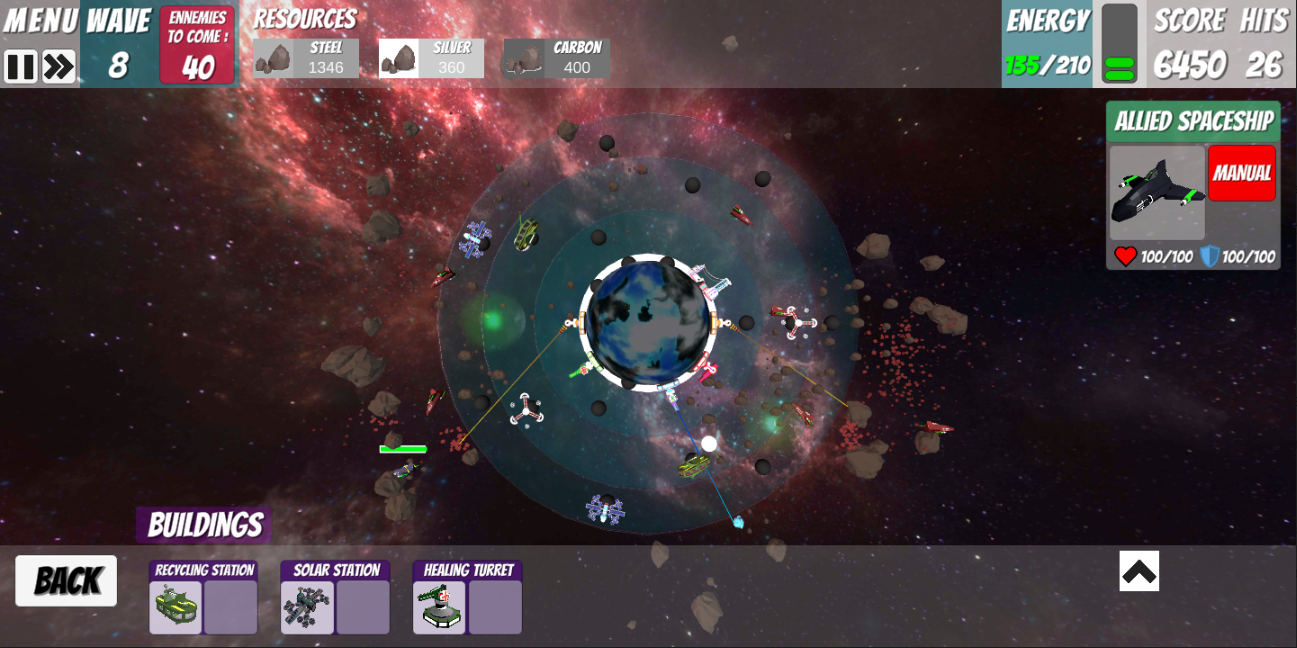 MENU
WAVE
8
ENNEMIES
TO COME :
40
RESOURCES
STEEL
1346
SILVER
360
CARBON
400
ENERGY
135/210
SCORE
6450
HITS
26
ALLIED SPACESHIP
MANUAL
100/100
100/100
BUILDINGS
BACK
RECYCLING STATION
SOLAR STATION
HEALING TURRET